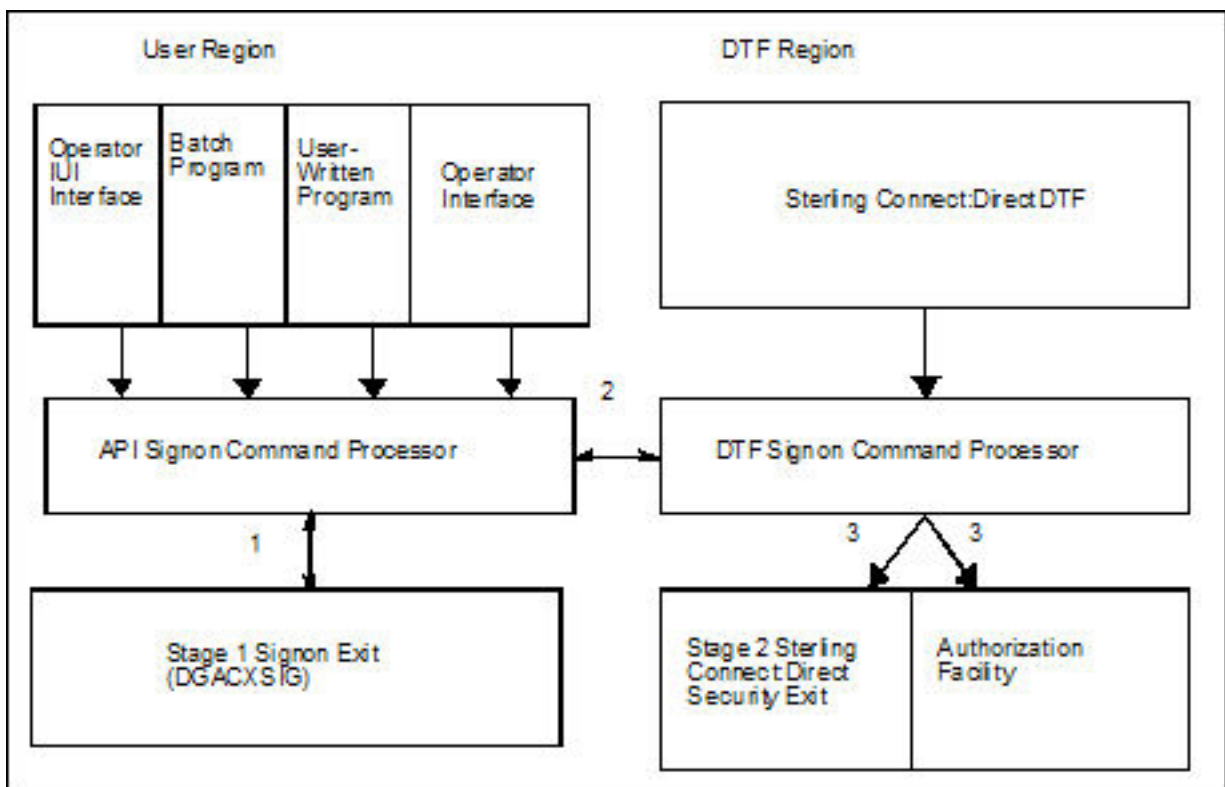 User Region
DTF Region
Operator
IUI
Interface
Batch
Program
User-
Written
Program
Operator
Interface
Sterling Connect:Direct DTF
2
API Signon Command Processor
DTF Signon Command Processor
1
3
3
Stage 1 Signon Exit
(DGACXSIG)
Stage 2 Sterling
Connect:Direct
Security Exit
Authorization
Facility